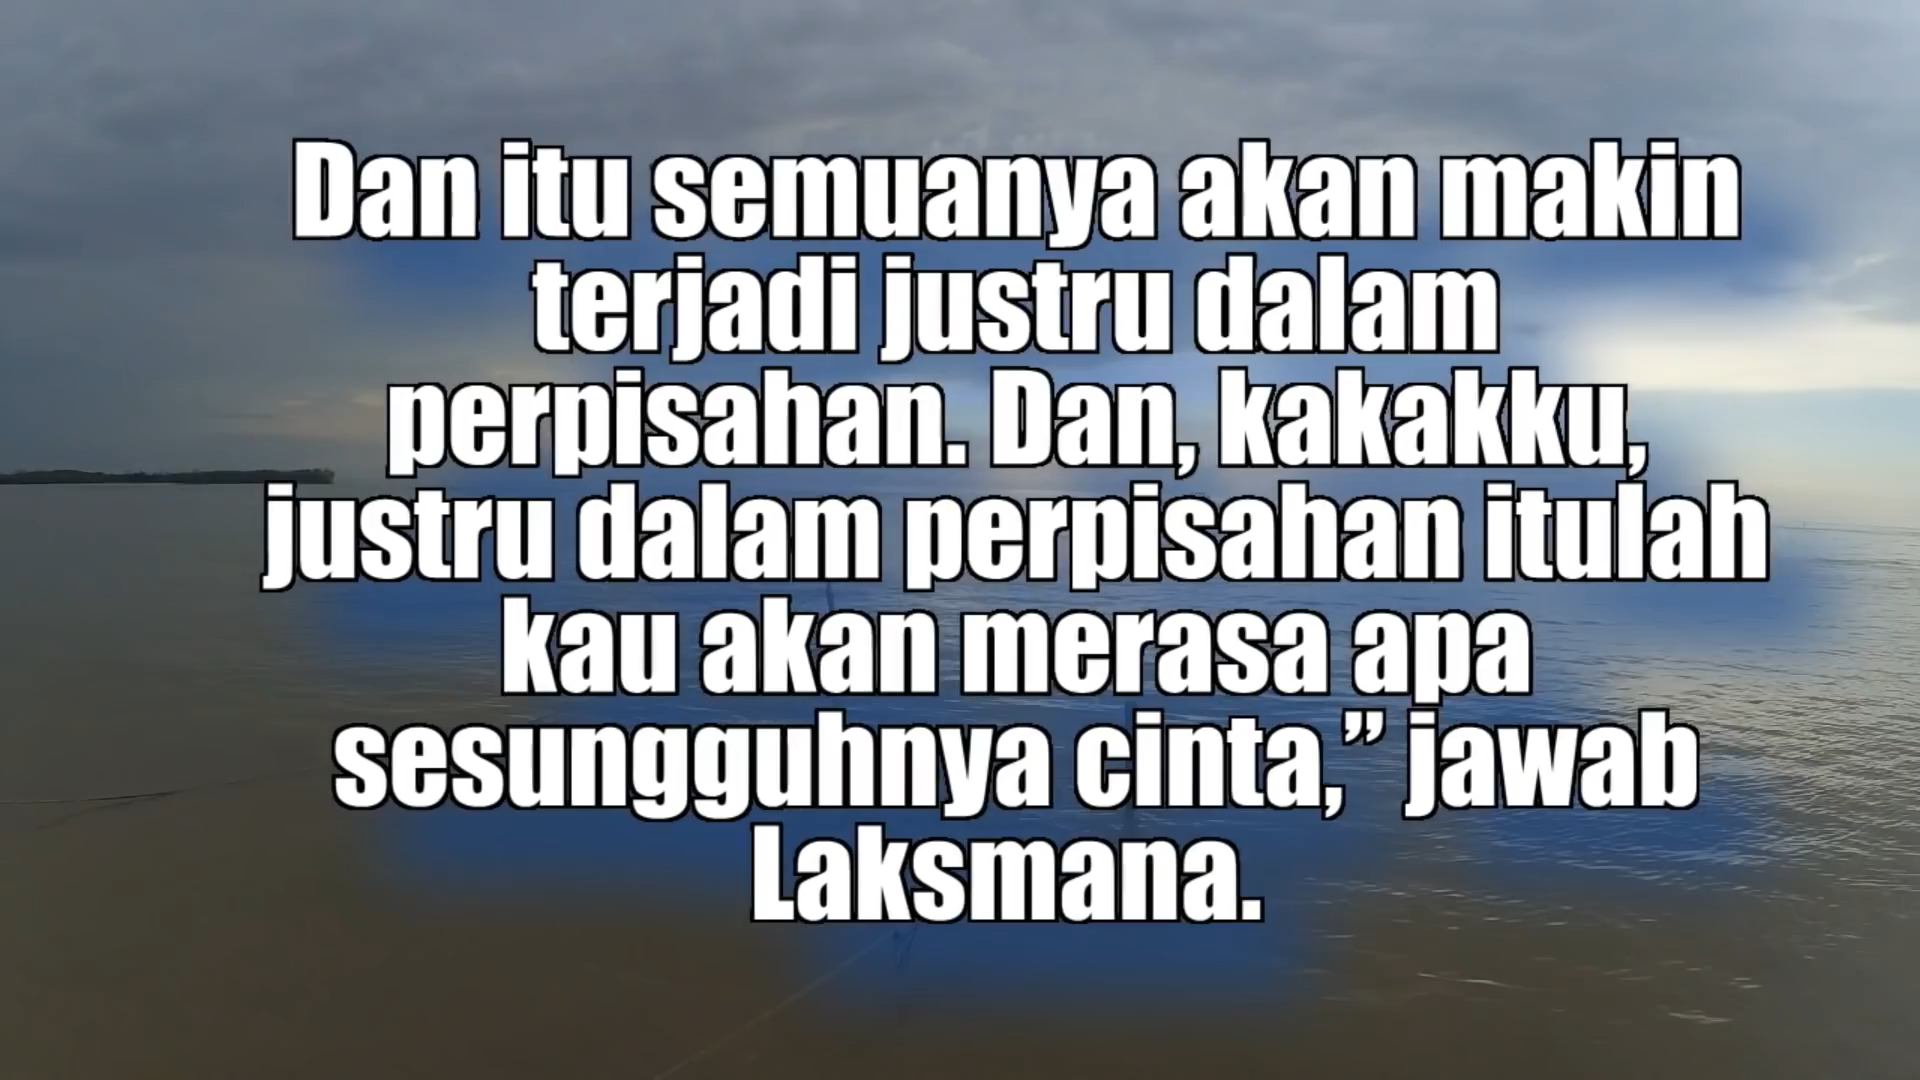 Dan itu semuanya akan makin
terjadi justru dalam
perpisahan. Dan, kakakku,
justru dalam perpisahan itulah
kau akan merasa apa
sesungguhnya cinta,” jawab
Laksmana.